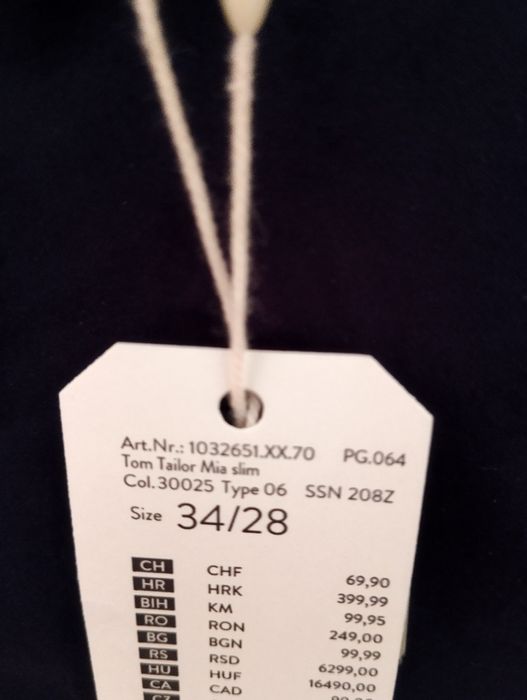 Art.Nr.: 1032651.XX.70 PG.064
Tom Tailor Mia slim
Col.30025 Type 06 SSN 208Z
Size 34/28
CH CHF 69,90
HR HRK 399,99
BIH KM 99,95
RO RON 249,00
BG BGN 99,99
RS RSD 6299,00
HU HUF 16490,00
CA CAD